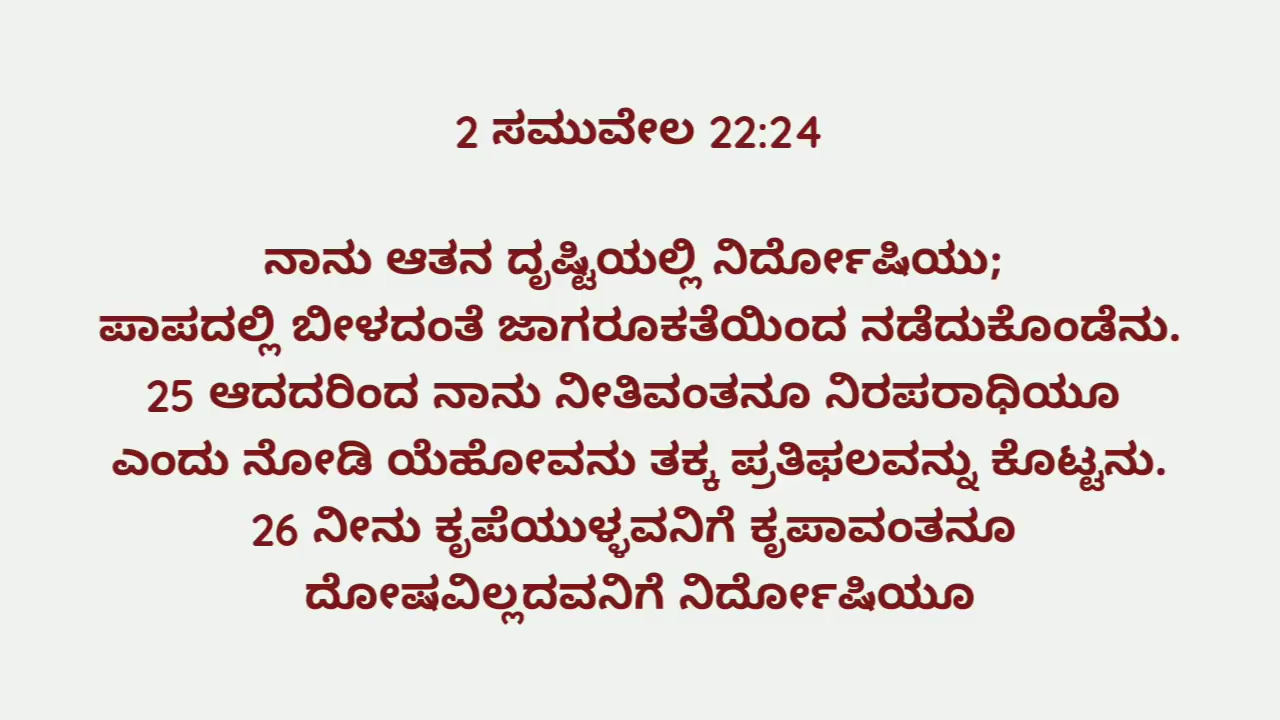 2 ಸಮುವೇಲ 22:24
ನಾನು ಆತನ ದೃಷ್ಟಿಯಲ್ಲಿ ನಿರ್ದೋಷಿಯು;
ಪಾಪದಲ್ಲಿ ಬೀಳದಂತೆ ಜಾಗರೂಕತೆಯಿಂದ ನಡೆದುಕೊಂಡೆನು.
25 ಆದದರಿಂದ ನಾನು ನೀತಿವಂತನೂ ನಿರಪರಾಧಿಯೂ
ಎಂದು ನೋಡಿ ಯೆಹೋವನು ತಕ್ಕ ಪ್ರತಿಫಲವನ್ನು ಕೊಟ್ಟನು.
26 ನೀನು ಕೃಪೆಯುಳ್ಳವನಿಗೆ ಕೃಪಾವಂತನೂ
ದೋಷವಿಲ್ಲದವನಿಗೆ ನಿರ್ದೋಷಿಯೂ